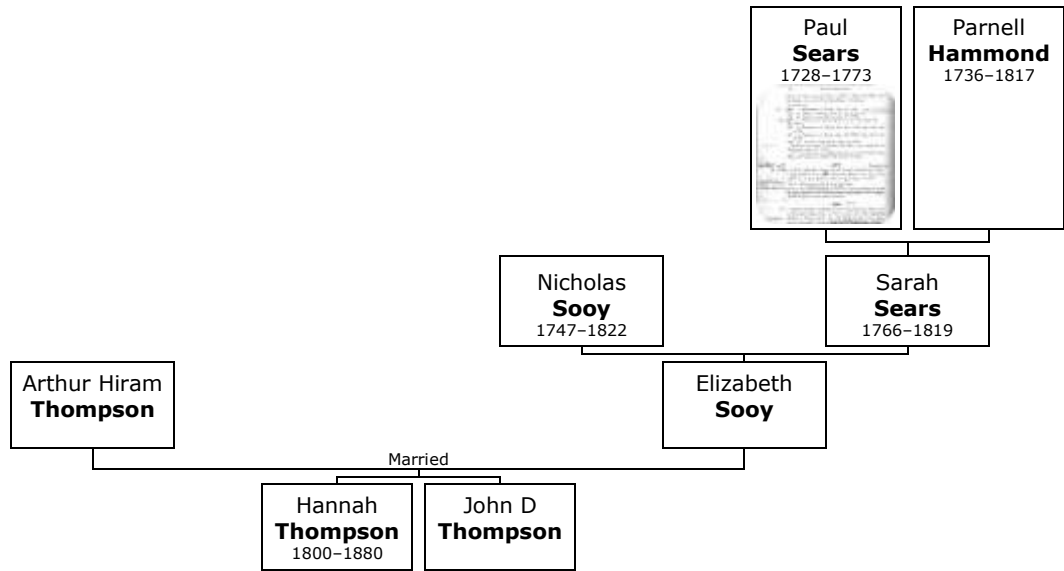 Paul
Sears
1728–1773
Parnell
Hammond
1736–1817
Nicholas
Sooy
1747–1822
Sarah
Sears
1766–1819
Arthur Hiram
Thompson
Elizabeth
Sooy
Married
Hannah
Thompson
1800–1880
John D
Thompson